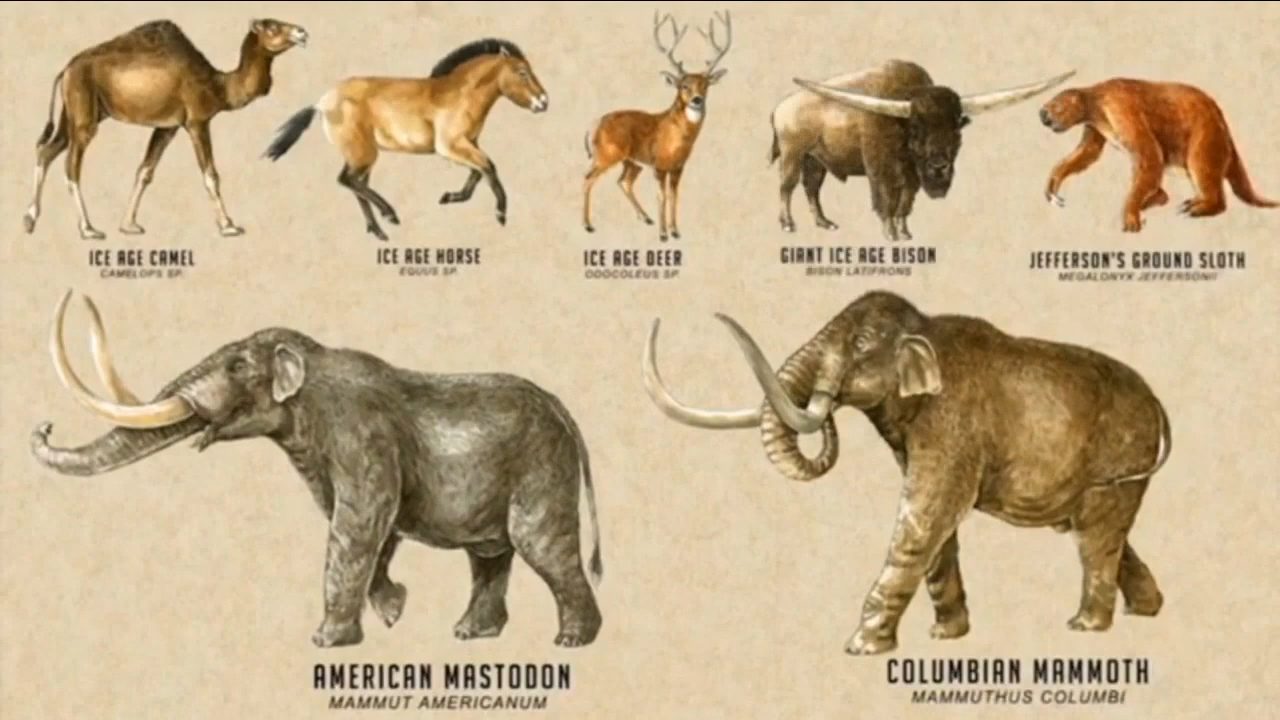 ICE AGE CAMEL
CAMELOPS SP.
ICE AGE HORSE
EQUUS SP.
ICE AGE DEER
ODOCOLEUS SP.
GIANT ICE AGE BISON
BISON LATIFRONS
JEFFERSON'S GROUND SLOTH
MEGALONYX JEFFERSONII
AMERICAN MASTODON
MAMMUT AMERICANUM
COLUMBIAN MAMMOTH
MAMMUTHUS COLUMBI